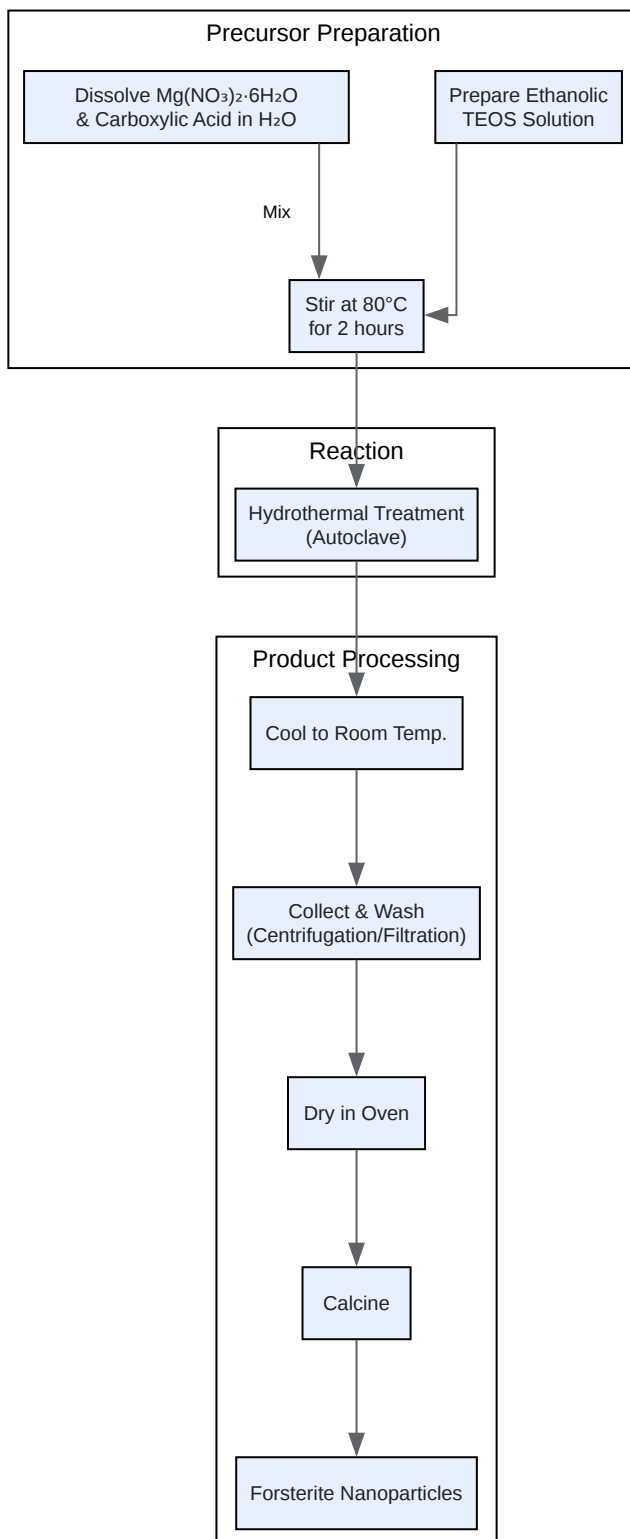 Precursor Preparation
Dissolve Mg(NO₃)₂·6H₂O
& Carboxylic Acid in H₂O
Prepare Ethanolic
TEOS Solution
Mix
Stir at 80°C
for 2 hours
Reaction
Hydrothermal Treatment
(Autoclave)
Product Processing
Cool to Room Temp.
Collect & Wash
(Centrifugation/Filtration)
Dry in Oven
Calcine
Forsterite Nanoparticles